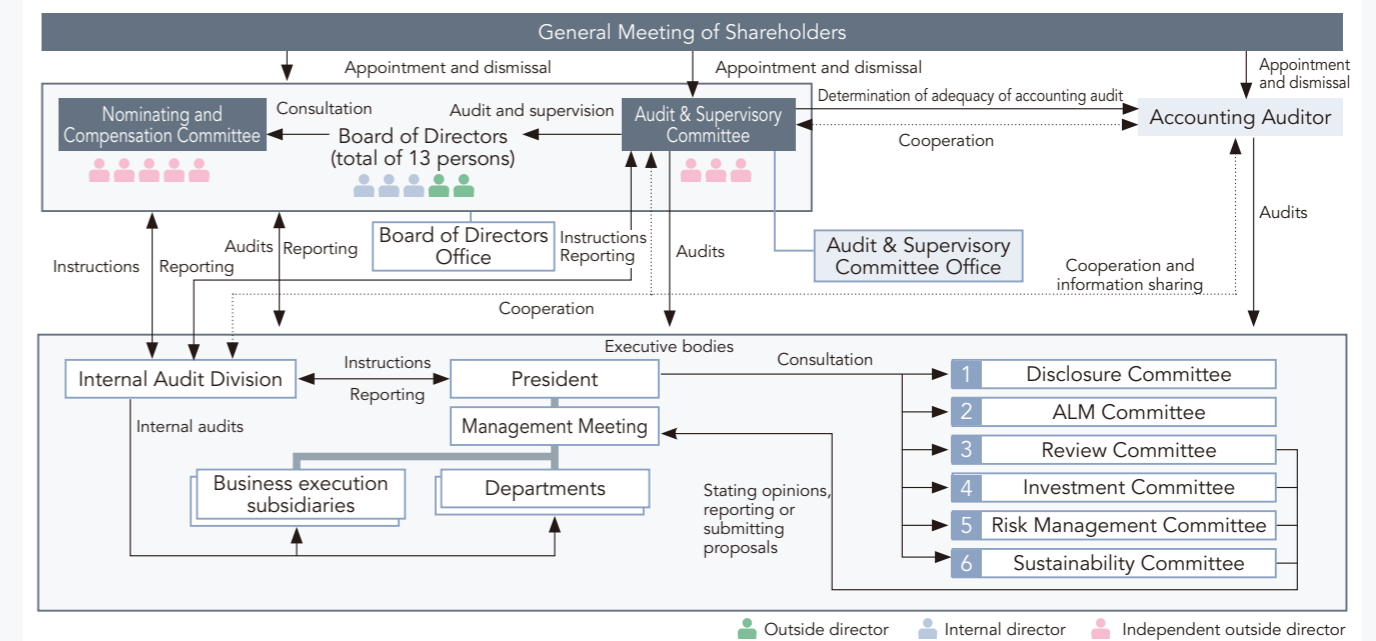 General Meeting of Shareholders
Appointment and dismissal
Appointment and dismissal
Appointment
and dismissal
Nominating and
Compensation Committee
Consultation
Board of Directors
(total of 13 persons)
Audit and supervision
Audit & Supervisory
Committee
Determination of adequacy of accounting audit
Cooperation
Accounting Auditor
Instructions
Reporting
Audits
Reporting
Board of Directors
Office
Instructions
Reporting
Audits
Audit & Supervisory
Committee Office
Cooperation and
information sharing
Audits
Cooperation
Executive bodies
Internal Audit Division
Instructions
Reporting
President
Consultation
Management Meeting
Internal audits
Business execution
subsidiaries
Departments
Stating opinions,
reporting or
submitting
proposals
1 Disclosure Committee
2 ALM Committee
3 Review Committee
4 Investment Committee
5 Risk Management Committee
6 Sustainability Committee
Outside director
Internal director
Independent outside director